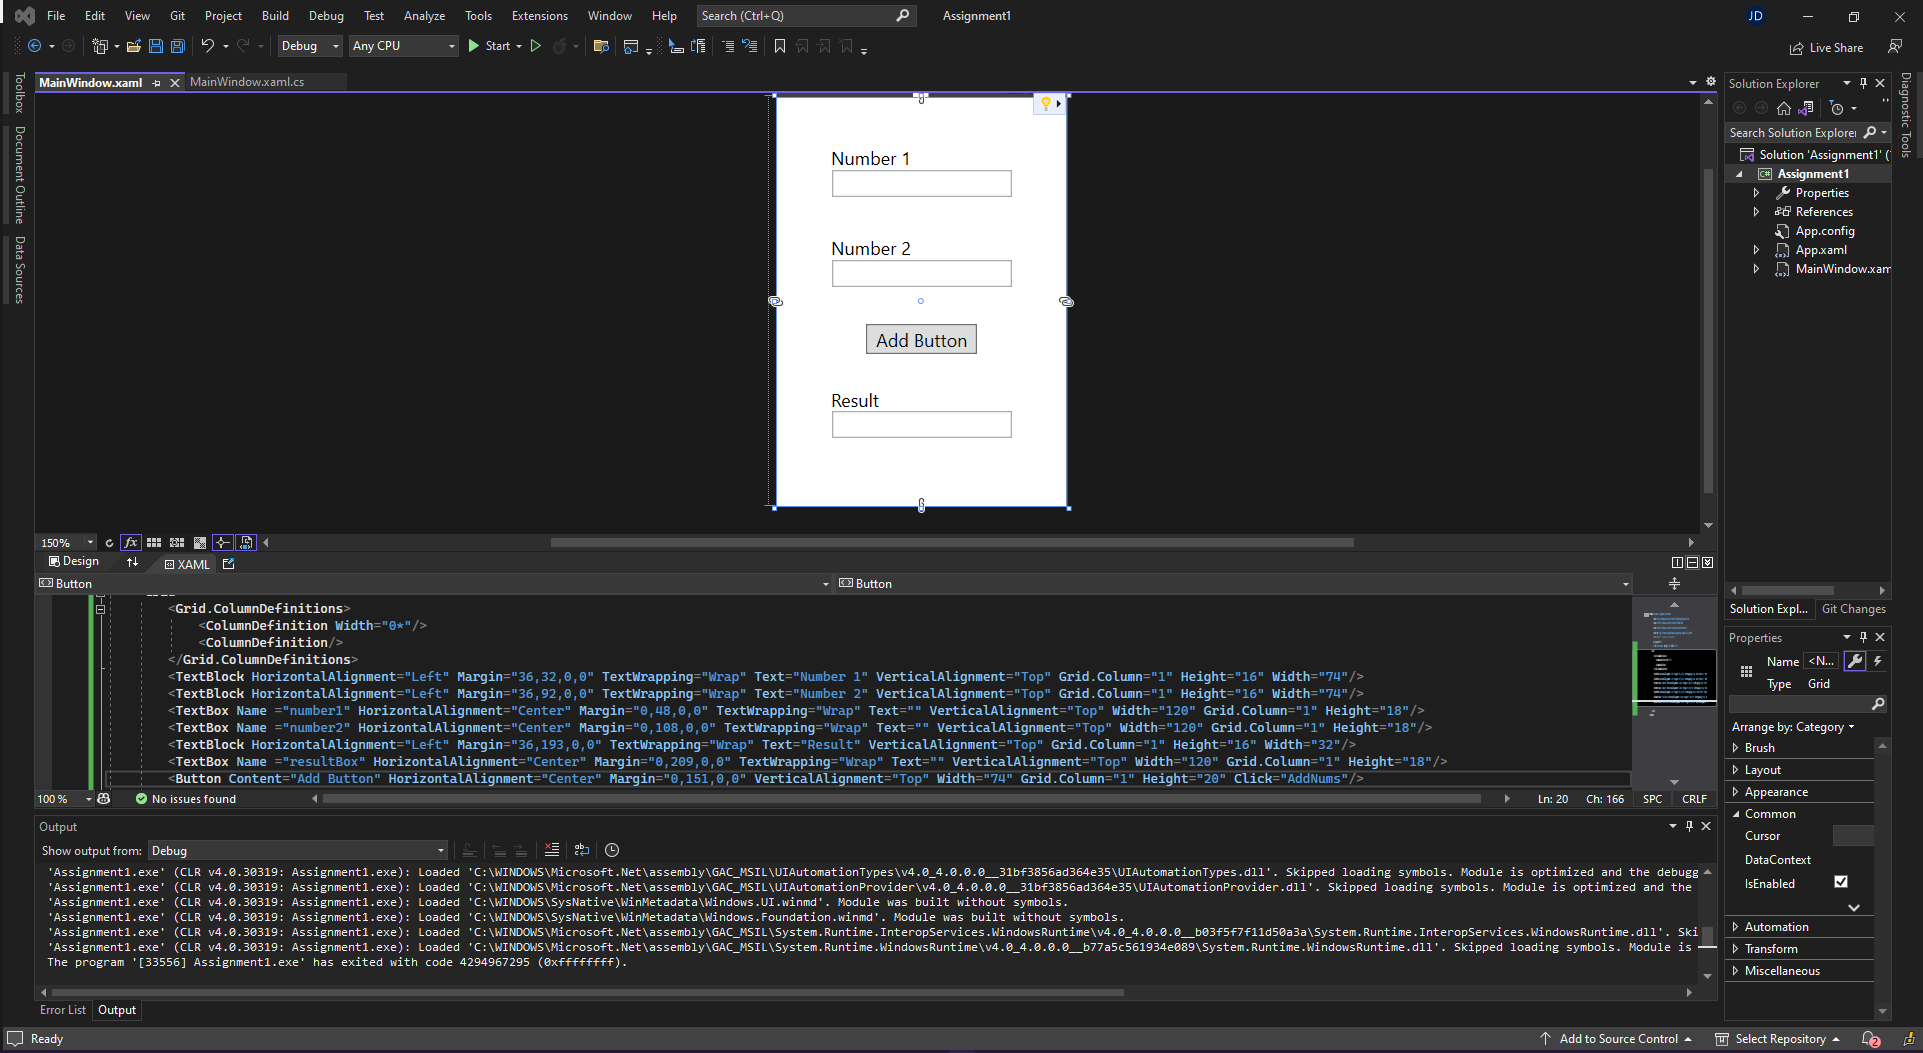 File Edit View Git Project Build Debug Test Analyze Tools Extensions Window Help Search (Ctrl+Q) Assignment1 JD
Debug Any CPU Start Live Share
MainWindow.xaml MainWindow.xaml.cs
Toolbox
Document Outline
Data Sources
Number 1
Number 2
Add Button
Result
150% fx
Design XAML
Button Button
<Grid.ColumnDefinitions>
<ColumnDefinition Width="0*"/>
<ColumnDefinition/>
</Grid.ColumnDefinitions>
<TextBlock HorizontalAlignment="Left" Margin="36,32,0,0" TextWrapping="Wrap" Text="Number 1" VerticalAlignment="Top" Grid.Column="1" Height="16" Width="74"/>
<TextBlock HorizontalAlignment="Left" Margin="36,92,0,0" TextWrapping="Wrap" Text="Number 2" VerticalAlignment="Top" Grid.Column="1" Height="16" Width="74"/>
<TextBox Name ="number1" HorizontalAlignment="Center" Margin="0,48,0,0" TextWrapping="Wrap" Text="" VerticalAlignment="Top" Width="120" Grid.Column="1" Height="18"/>
<TextBox Name ="number2" HorizontalAlignment="Center" Margin="0,108,0,0" TextWrapping="Wrap" Text="" VerticalAlignment="Top" Width="120" Grid.Column="1" Height="18"/>
<TextBlock HorizontalAlignment="Left" Margin="36,193,0,0" TextWrapping="Wrap" Text="Result" VerticalAlignment="Top" Grid.Column="1" Height="16" Width="32"/>
<TextBox Name ="resultBox" HorizontalAlignment="Center" Margin="0,209,0,0" TextWrapping="Wrap" Text="" VerticalAlignment="Top" Width="120" Grid.Column="1" Height="18"/>
<Button Content="Add Button" HorizontalAlignment="Center" Margin="0,151,0,0" VerticalAlignment="Top" Width="74" Grid.Column="1" Height="20" Click="AddNums"/>
100 % No issues found Ln: 20 Ch: 166 SPC CRLF
Output
Show output from: Debug
'Assignment1.exe' (CLR v4.0.30319: Assignment1.exe): Loaded 'C:\WINDOWS\Microsoft.Net\assembly\GAC_MSIL\UIAutomationTypes\v4.0_4.0.0.0__31bf3856ad364e35\UIAutomationTypes.dll'. Skipped loading symbols. Module is optimized and the debugg
'Assignment1.exe' (CLR v4.0.30319: Assignment1.exe): Loaded 'C:\WINDOWS\Microsoft.Net\assembly\GAC_MSIL\UIAutomationProvider\v4.0_4.0.0.0__31bf3856ad364e35\UIAutomationProvider.dll'. Skipped loading symbols. Module is optimized and the
'Assignment1.exe' (CLR v4.0.30319: Assignment1.exe): Loaded 'C:\WINDOWS\SysNative\WinMetadata\Windows.UI.winmd'. Module was built without symbols.
'Assignment1.exe' (CLR v4.0.30319: Assignment1.exe): Loaded 'C:\WINDOWS\SysNative\WinMetadata\Windows.Foundation.winmd'. Module was built without symbols.
'Assignment1.exe' (CLR v4.0.30319: Assignment1.exe): Loaded 'C:\WINDOWS\Microsoft.Net\assembly\GAC_MSIL\System.Runtime.InteropServices.WindowsRuntime\v4.0_4.0.0.0__b03f5f7f11d50a3a\System.Runtime.InteropServices.WindowsRuntime.dll'. Ski
'Assignment1.exe' (CLR v4.0.30319: Assignment1.exe): Loaded 'C:\WINDOWS\Microsoft.Net\assembly\GAC_MSIL\System.Runtime.WindowsRuntime\v4.0_4.0.0.0__b77a5c561934e089\System.Runtime.WindowsRuntime.dll'. Skipped loading symbols. Module is
The program '[33556] Assignment1.exe' has exited with code 4294967295 (0xffffffff).
Error List Output
Solution Explorer
Search Solution Explorer
Solution 'Assignment1' (
C# Assignment1
Properties
References
App.config
App.xaml
MainWindow.xam
Solution Expl... Git Changes
Properties
Name <N...
Type Grid
Arrange by: Category
Brush
Layout
Appearance
Common
Cursor
DataContext
IsEnabled
Automation
Transform
Miscellaneous
Diagnostic Tools
Ready Add to Source Control Select Repository 2